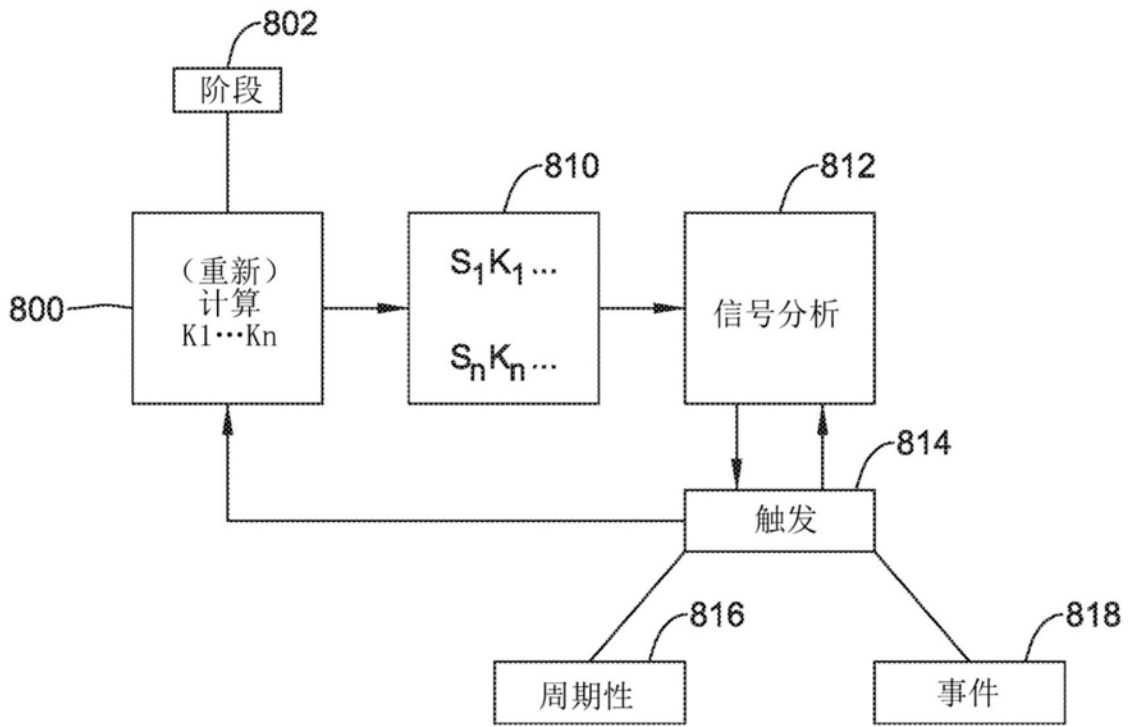 802
阶段
810
812
（重新）
计算
K1…Kn
800
S₁K₁...
SₙKₙ...
信号分析
814
触发
816
818
周期性
事件